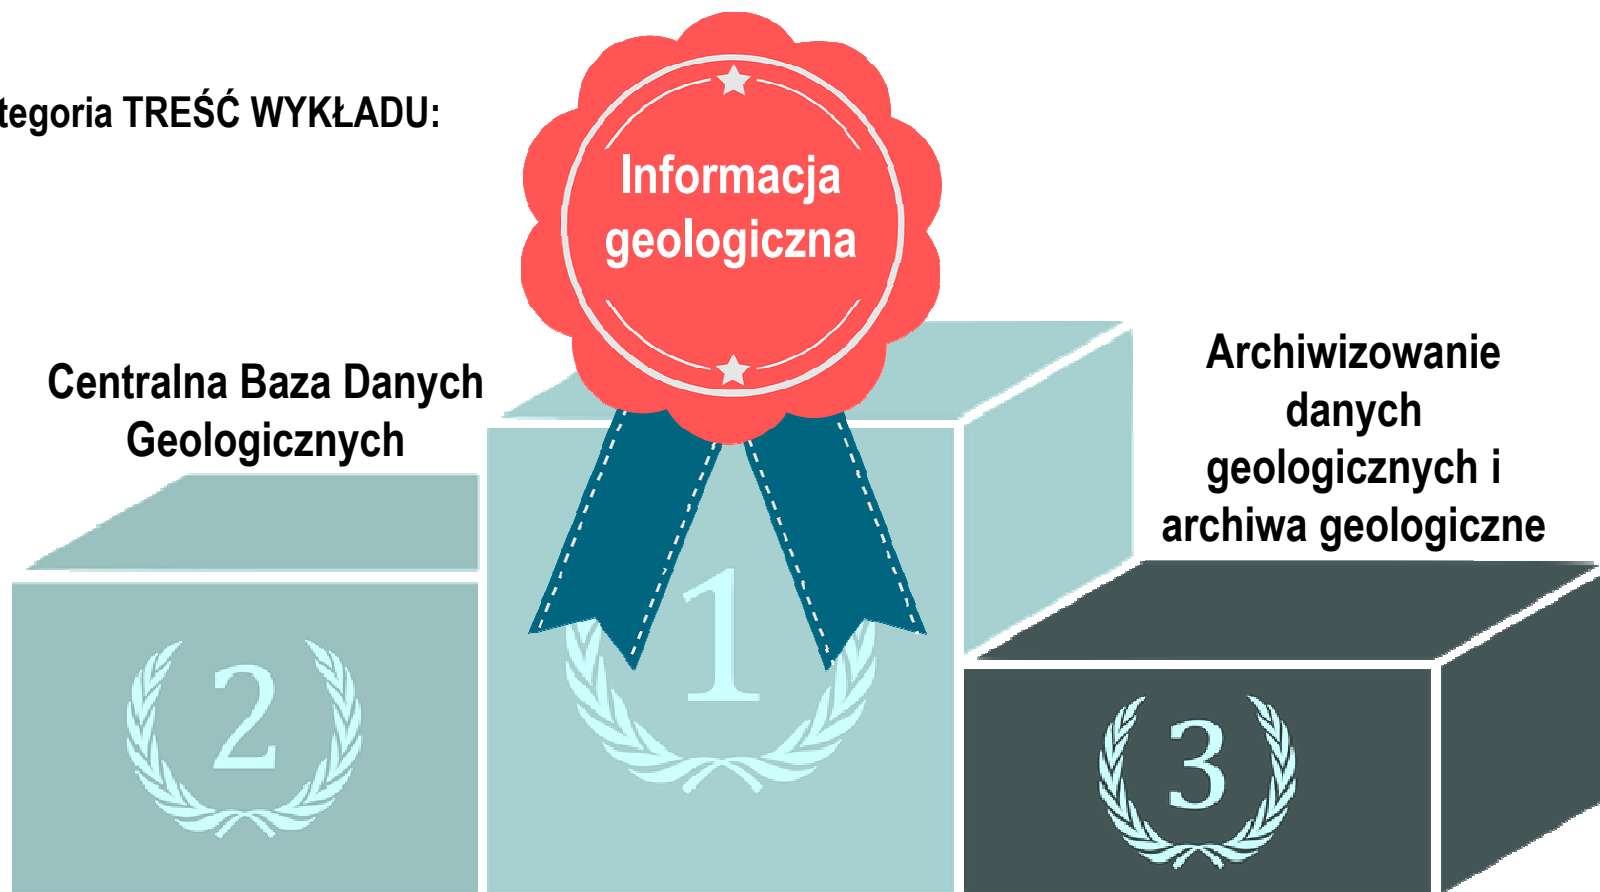 tegoria TREŚĆ WYKŁADU:
Informacja
geologiczna
Centralna Baza Danych
Geologicznych
Archiwizowanie
danych
geologicznych i
archiwa geologiczne
1
2
3